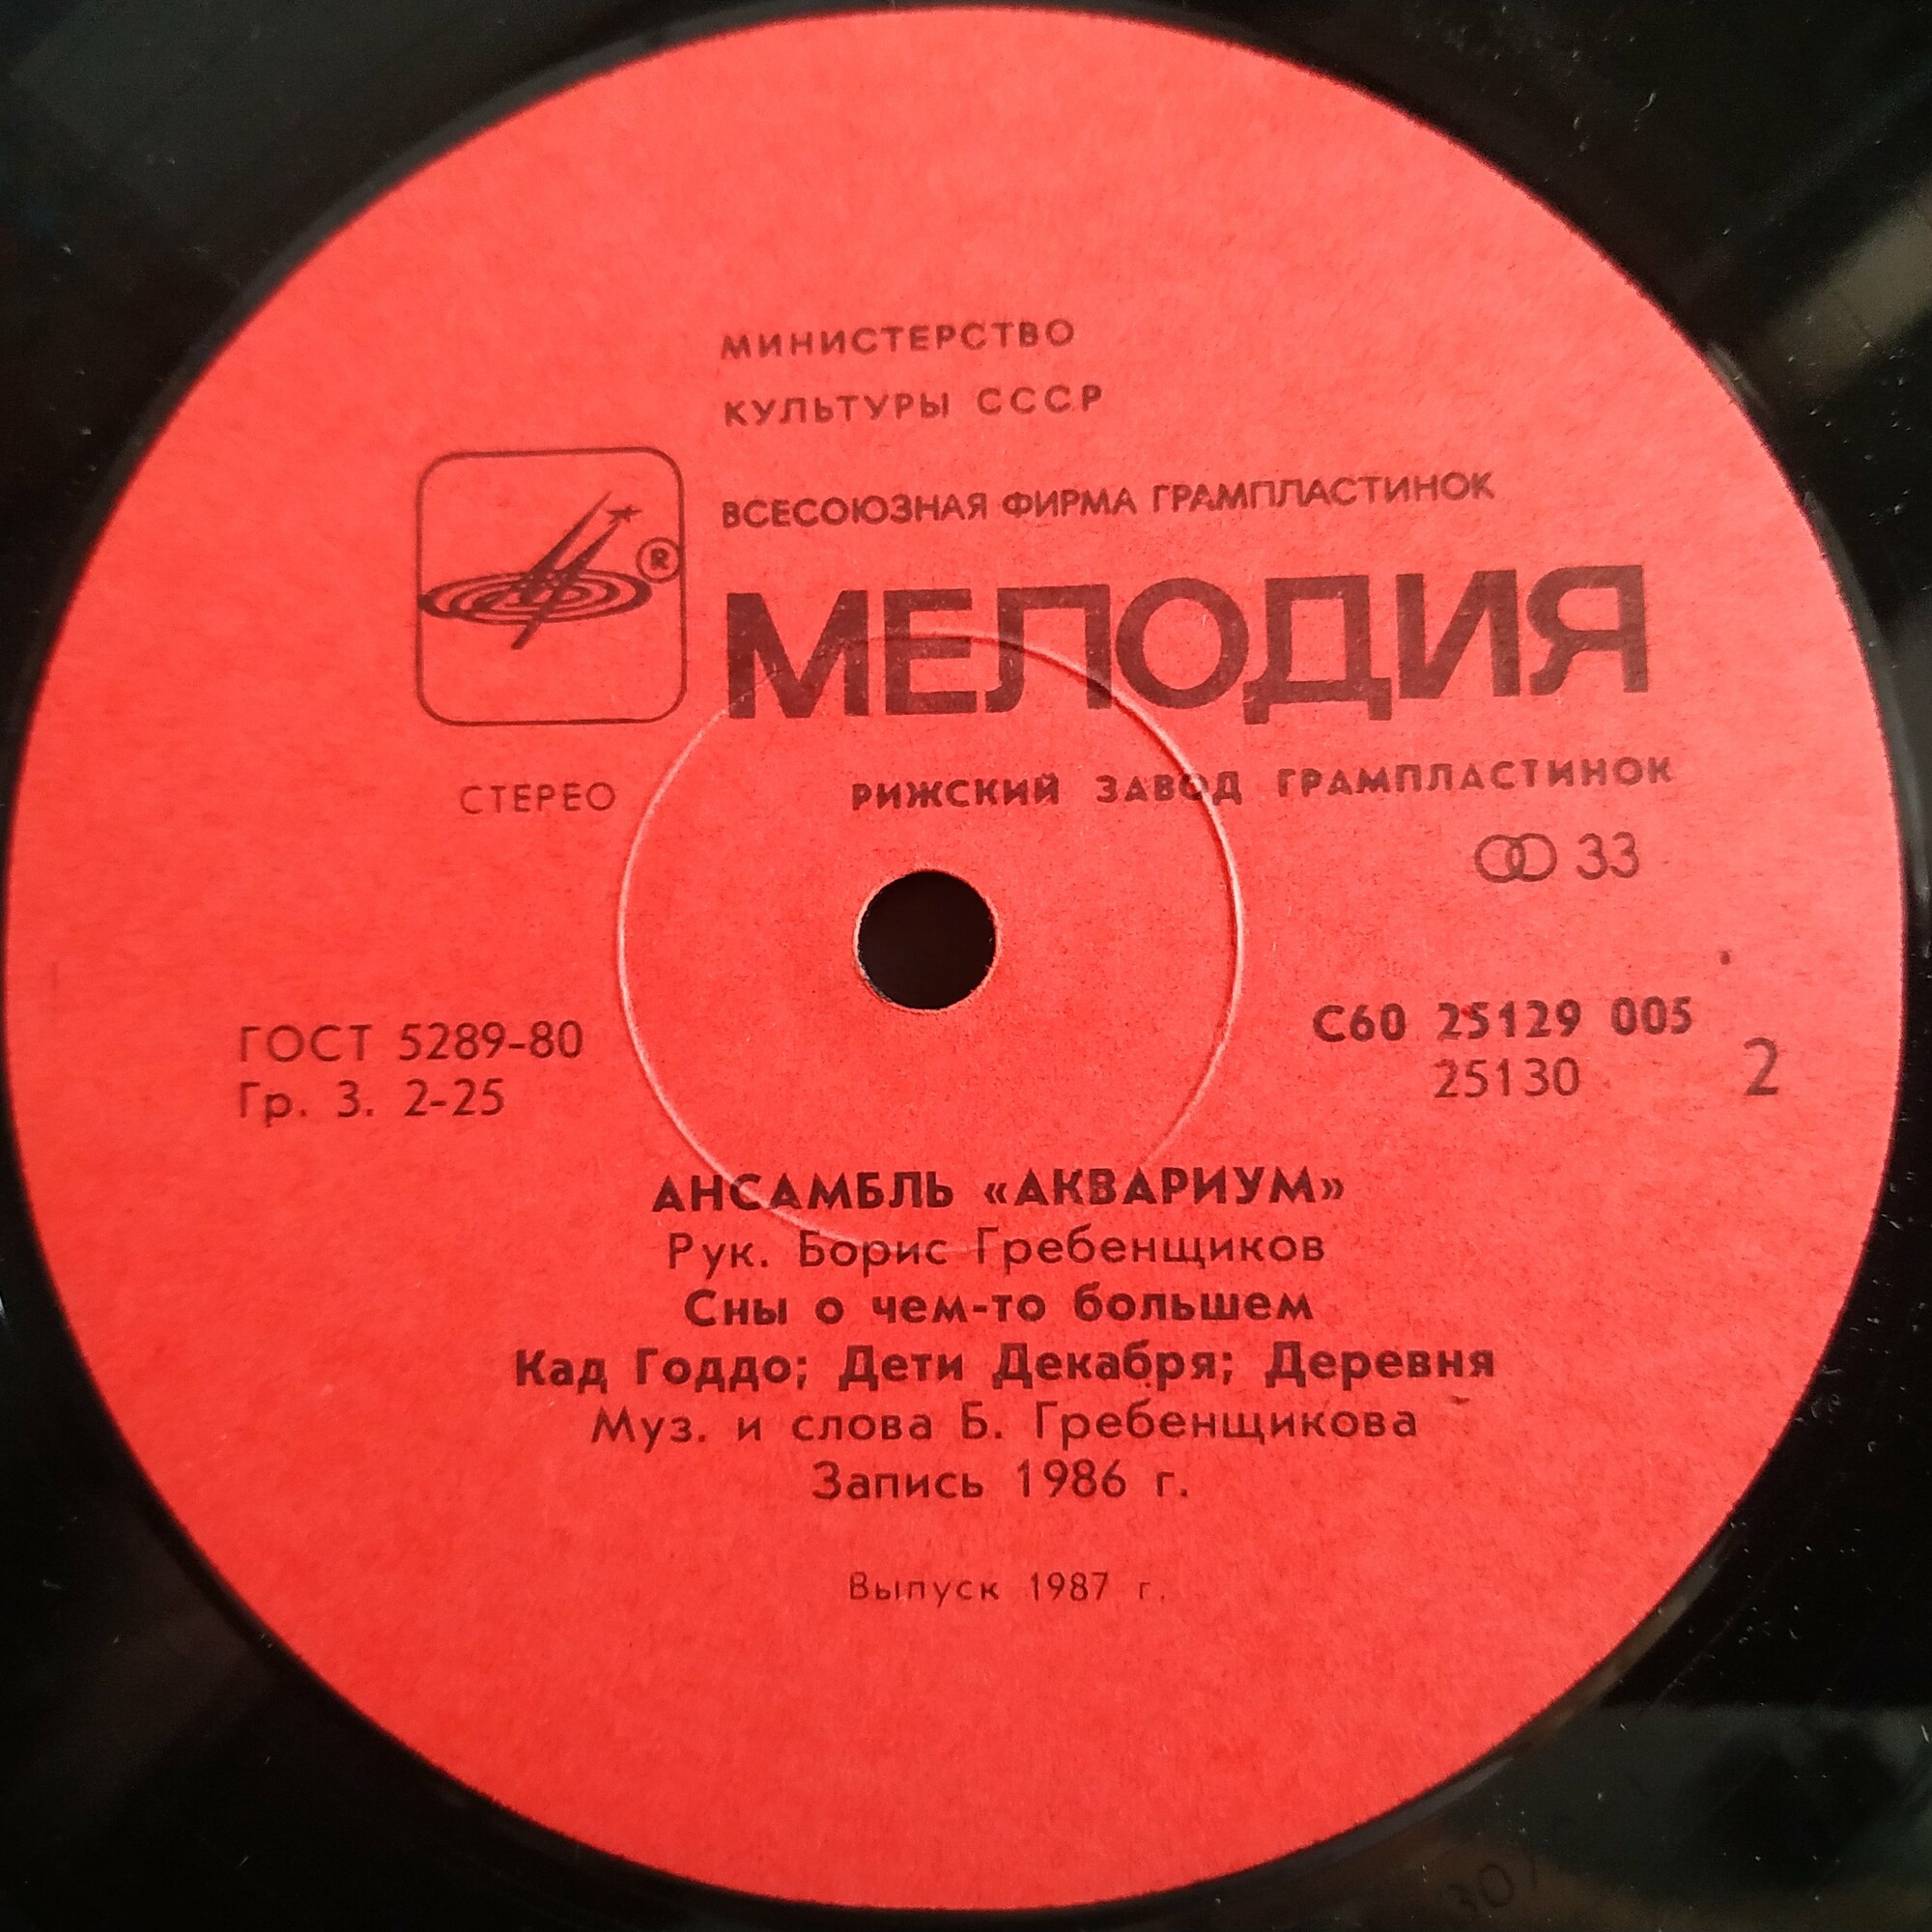 МИНИСТЕРСТВО
КУЛЬТУРЫ СССР
ВСЕСОЮЗНАЯ ФИРМА ГРАМПЛАСТИНОК
®
МЕЛОДИЯ
СТЕРЕО
РИЖСКИЙ ЗАВОД ГРАМПЛАСТИНОК
33
ГОСТ 5289-80
Гр. 3. 2-25
С60 25129 005
25130
2
АНСАМБЛЬ «АКВАРИУМ»
Рук. Борис Гребенщиков
Сны о чем-то большем
Кад Годдо; Дети Декабря; Деревня
Муз. и слова Б. Гребенщикова
Запись 1986 г.
Выпуск 1987 г.